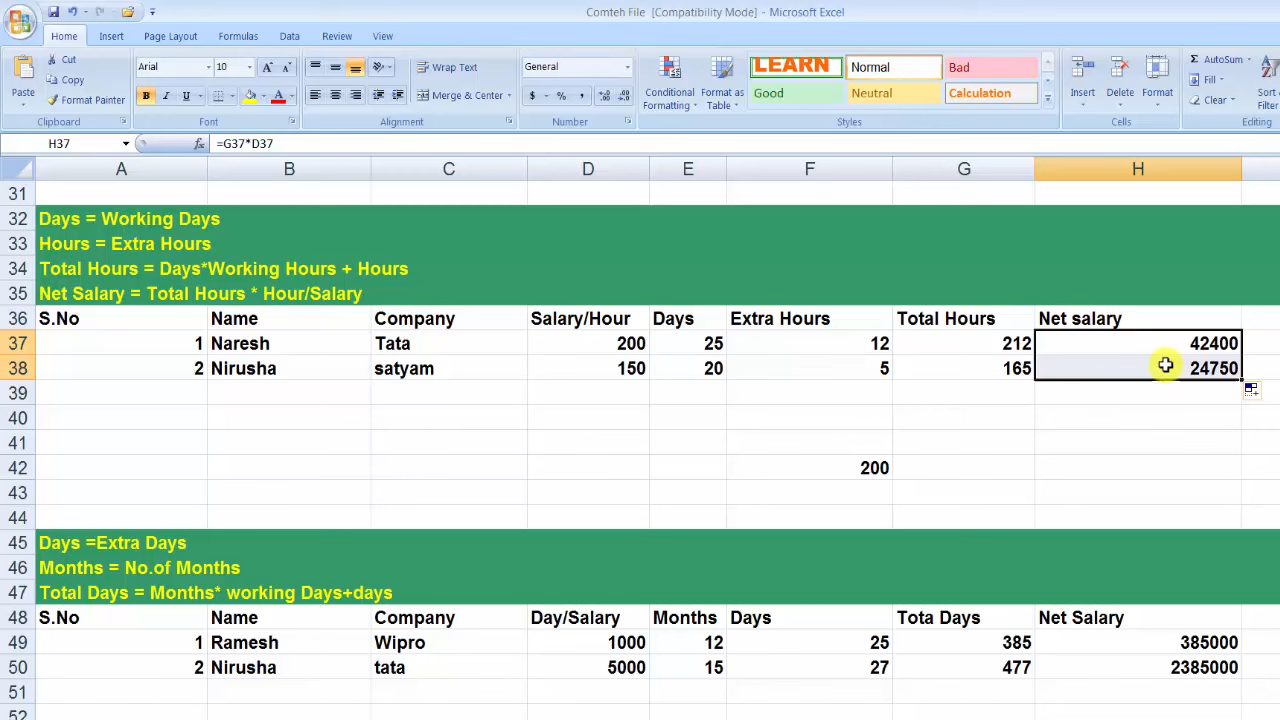 Comteh File [Compatibility Mode] - Microsoft Excel
Home Insert Page Layout Formulas Data Review View
Paste Cut Copy Format Painter Clipboard
Arial 10 A A B I U A Font
Wrap Text Merge & Center Alignment
General $ % , Number
Conditional Formatting Format as Table LEARN Normal Bad Good Neutral Calculation Styles
Insert Delete Format Cells
Σ AutoSum Fill Clear Sort Filter Editing
H37 fx =G37*D37
A B C D E F G H
31
32 Days = Working Days
33 Hours = Extra Hours
34 Total Hours = Days*Working Hours + Hours
35 Net Salary = Total Hours * Hour/Salary
36 S.No Name Company Salary/Hour Days Extra Hours Total Hours Net salary
37 1 Naresh Tata 200 25 12 212 42400
38 2 Nirusha satyam 150 20 5 165 24750
39
40
41
42 200
43
44
45 Days =Extra Days
46 Months = No.of Months
47 Total Days = Months* working Days+days
48 S.No Name Company Day/Salary Months Days Tota Days Net Salary
49 1 Ramesh Wipro 1000 12 25 385 385000
50 2 Nirusha tata 5000 15 27 477 2385000
51
52